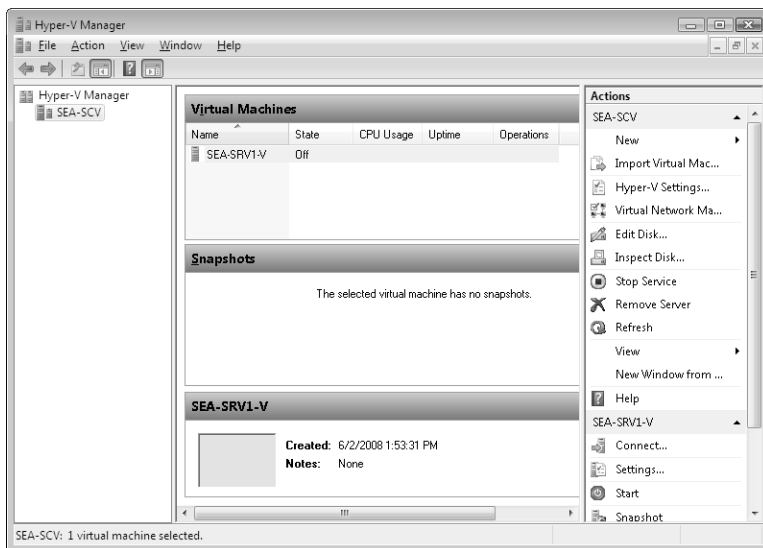 Hyper-V Manager
File Action View Window Help
Hyper-V Manager
SEA-SCV
Virtual Machines
Name State CPU Usage Uptime Operations
SEA-SRV1-V Off
Snapshots
The selected virtual machine has no snapshots.
SEA-SRV1-V
Created: 6/2/2008 1:53:31 PM
Notes: None
Actions
SEA-SCV
New
Import Virtual Mac...
Hyper-V Settings...
Virtual Network Ma...
Edit Disk...
Inspect Disk...
Stop Service
Remove Server
Refresh
View
New Window from ...
Help
SEA-SRV1-V
Connect...
Settings...
Start
Snapshot
SEA-SCV: 1 virtual machine selected.